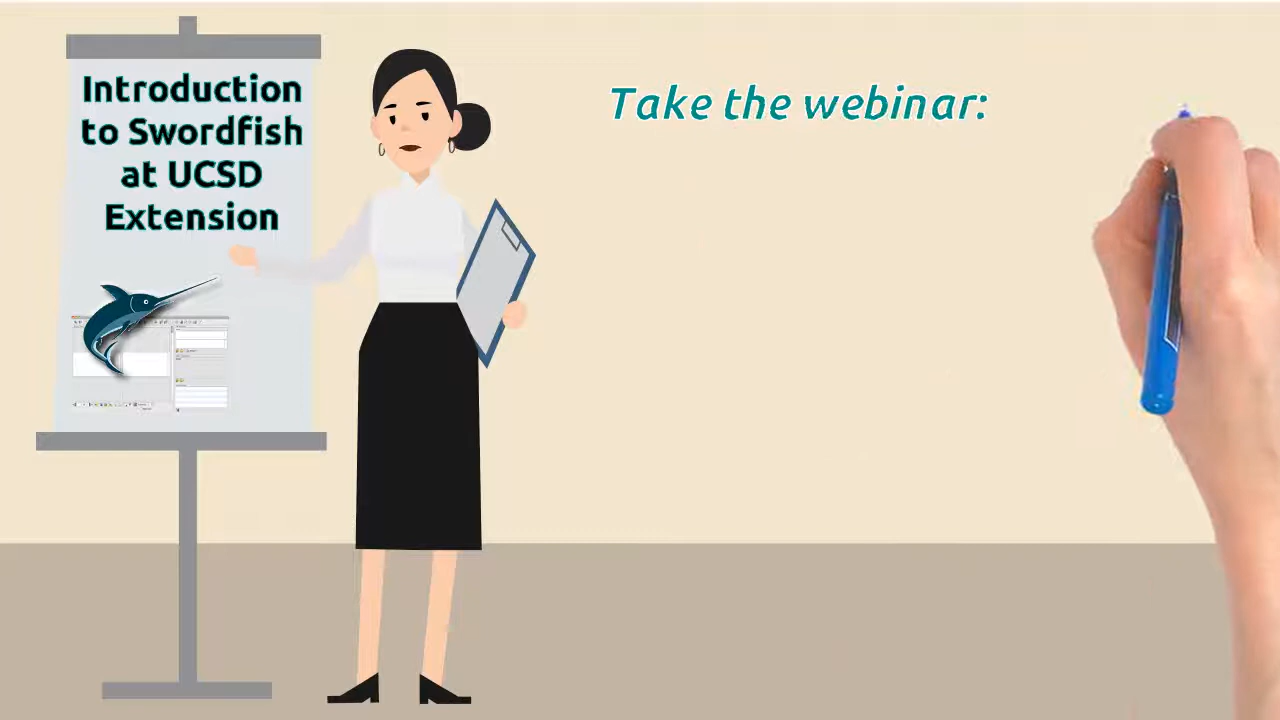 Introduction
to Swordfish
at UCSD
Extension
Take the webinar: